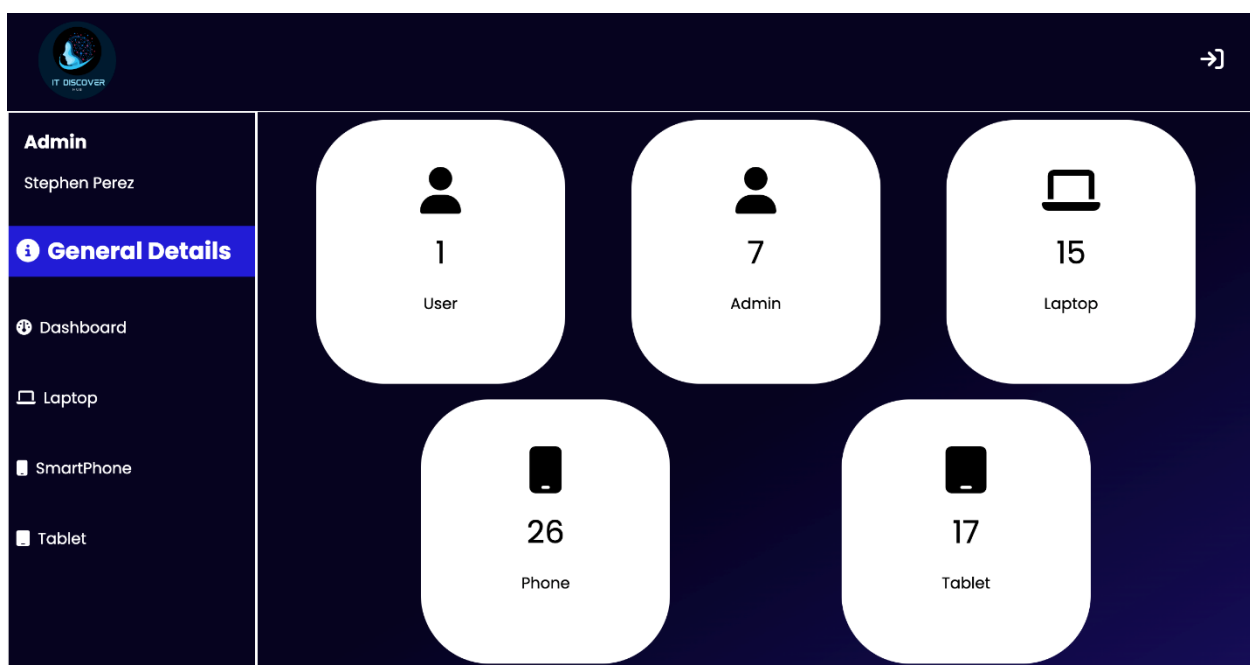 IT DISCOVER
HUB
Admin
Stephen Perez
General Details
Dashboard
Laptop
SmartPhone
Tablet
1
User
7
Admin
15
Laptop
26
Phone
17
Tablet